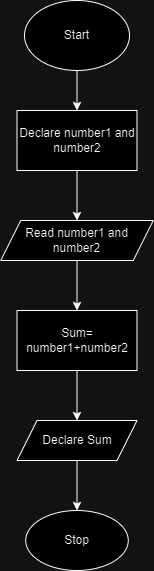 Start
Declare number1 and
number2
Read number1 and
number2
Sum=
number1+number2
Declare Sum
Stop